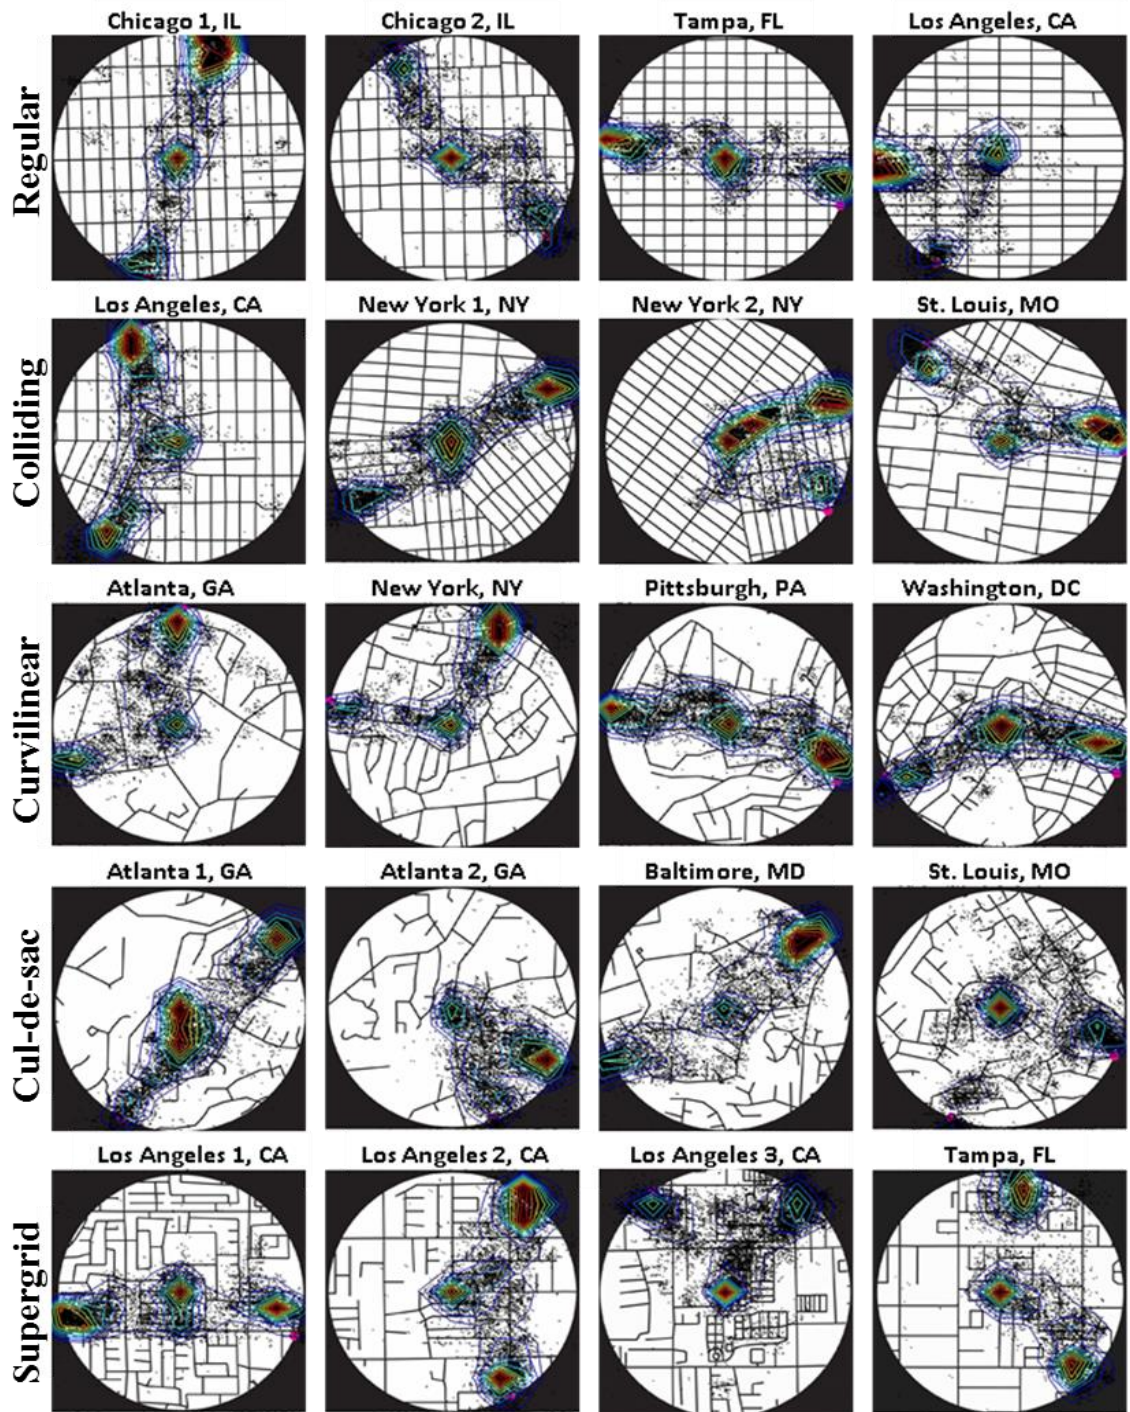 Chicago 1, IL
Chicago 2, IL
Tampa, FL
Los Angeles, CA
Regular
Los Angeles, CA
New York 1, NY
New York 2, NY
St. Louis, MO
Colliding
Atlanta, GA
New York, NY
Pittsburgh, PA
Washington, DC
Curvilinear
Atlanta 1, GA
Atlanta 2, GA
Baltimore, MD
St. Louis, MO
Cul-de-sac
Los Angeles 1, CA
Los Angeles 2, CA
Los Angeles 3, CA
Tampa, FL
Supergrid